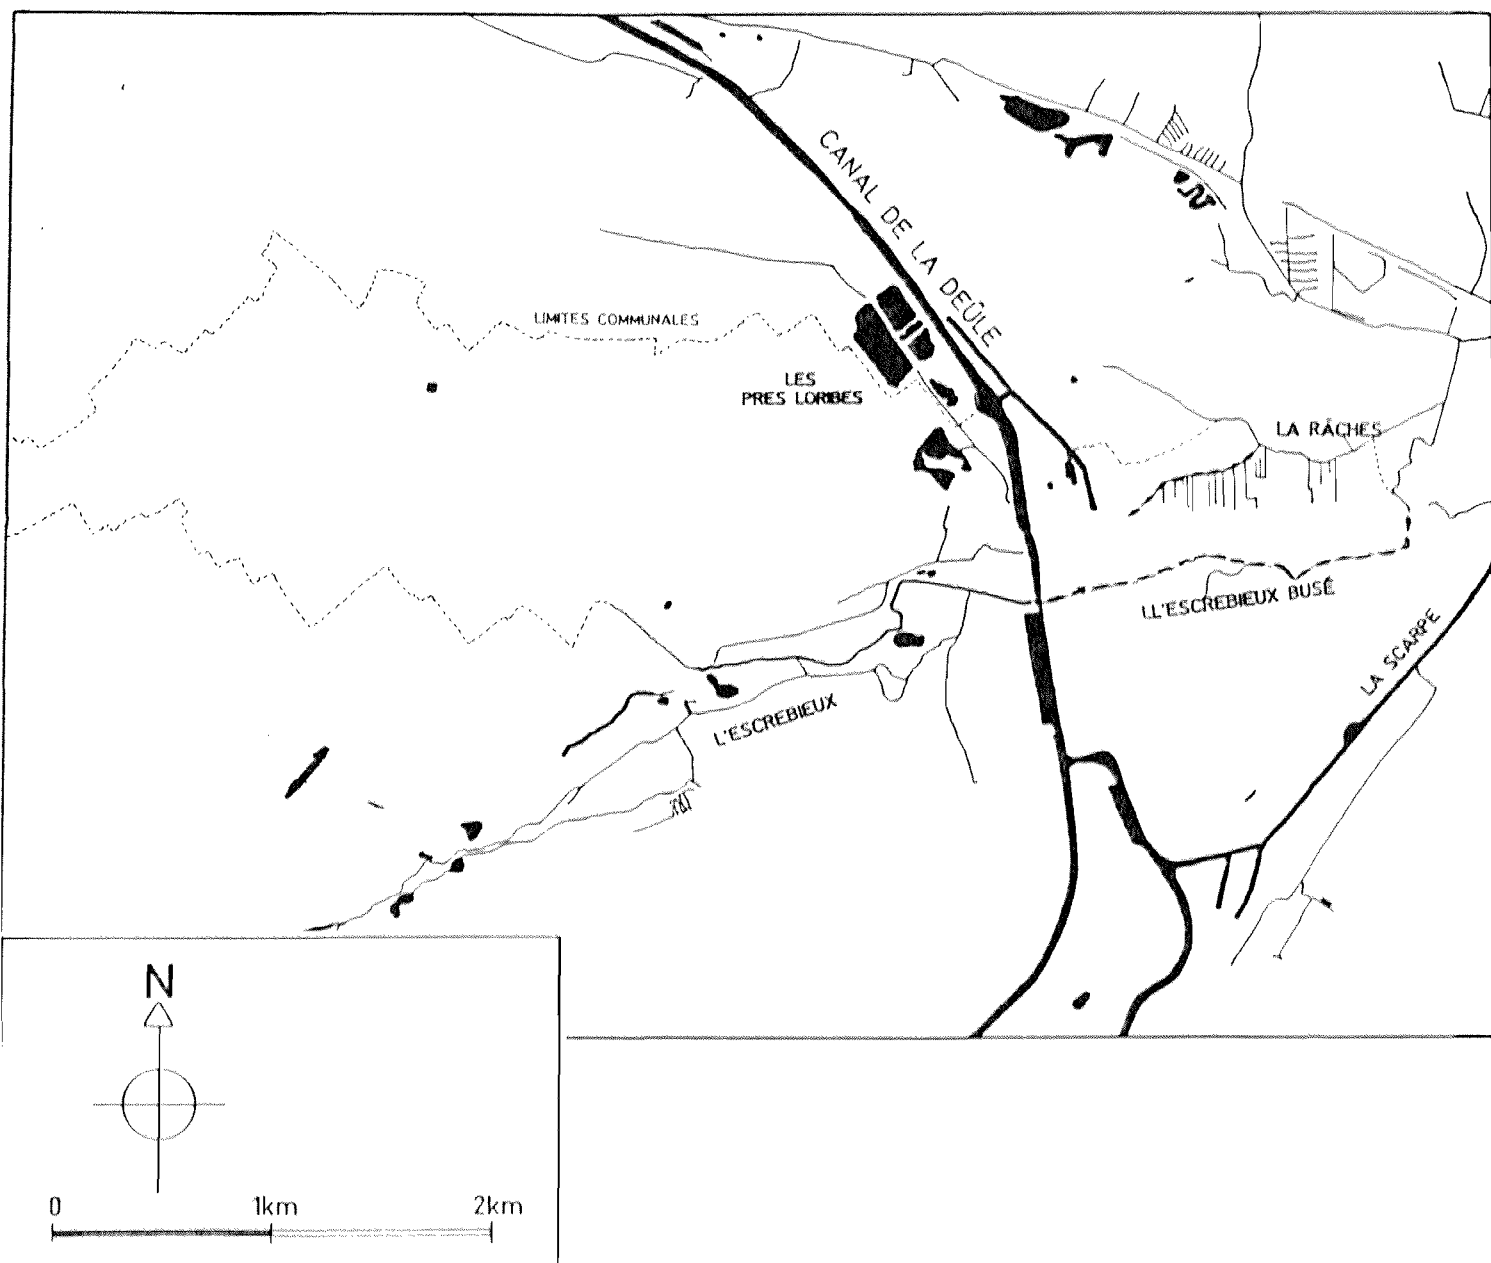 CANAL DE LA DEÛLE
LIMITES COMMUNALES
LES
PRES LORIBES
LA RÂCHES
LL'ESCREBIEUX BUSÉ
LA SCARPE
L'ESCREBIEUX
N
0 1km 2km